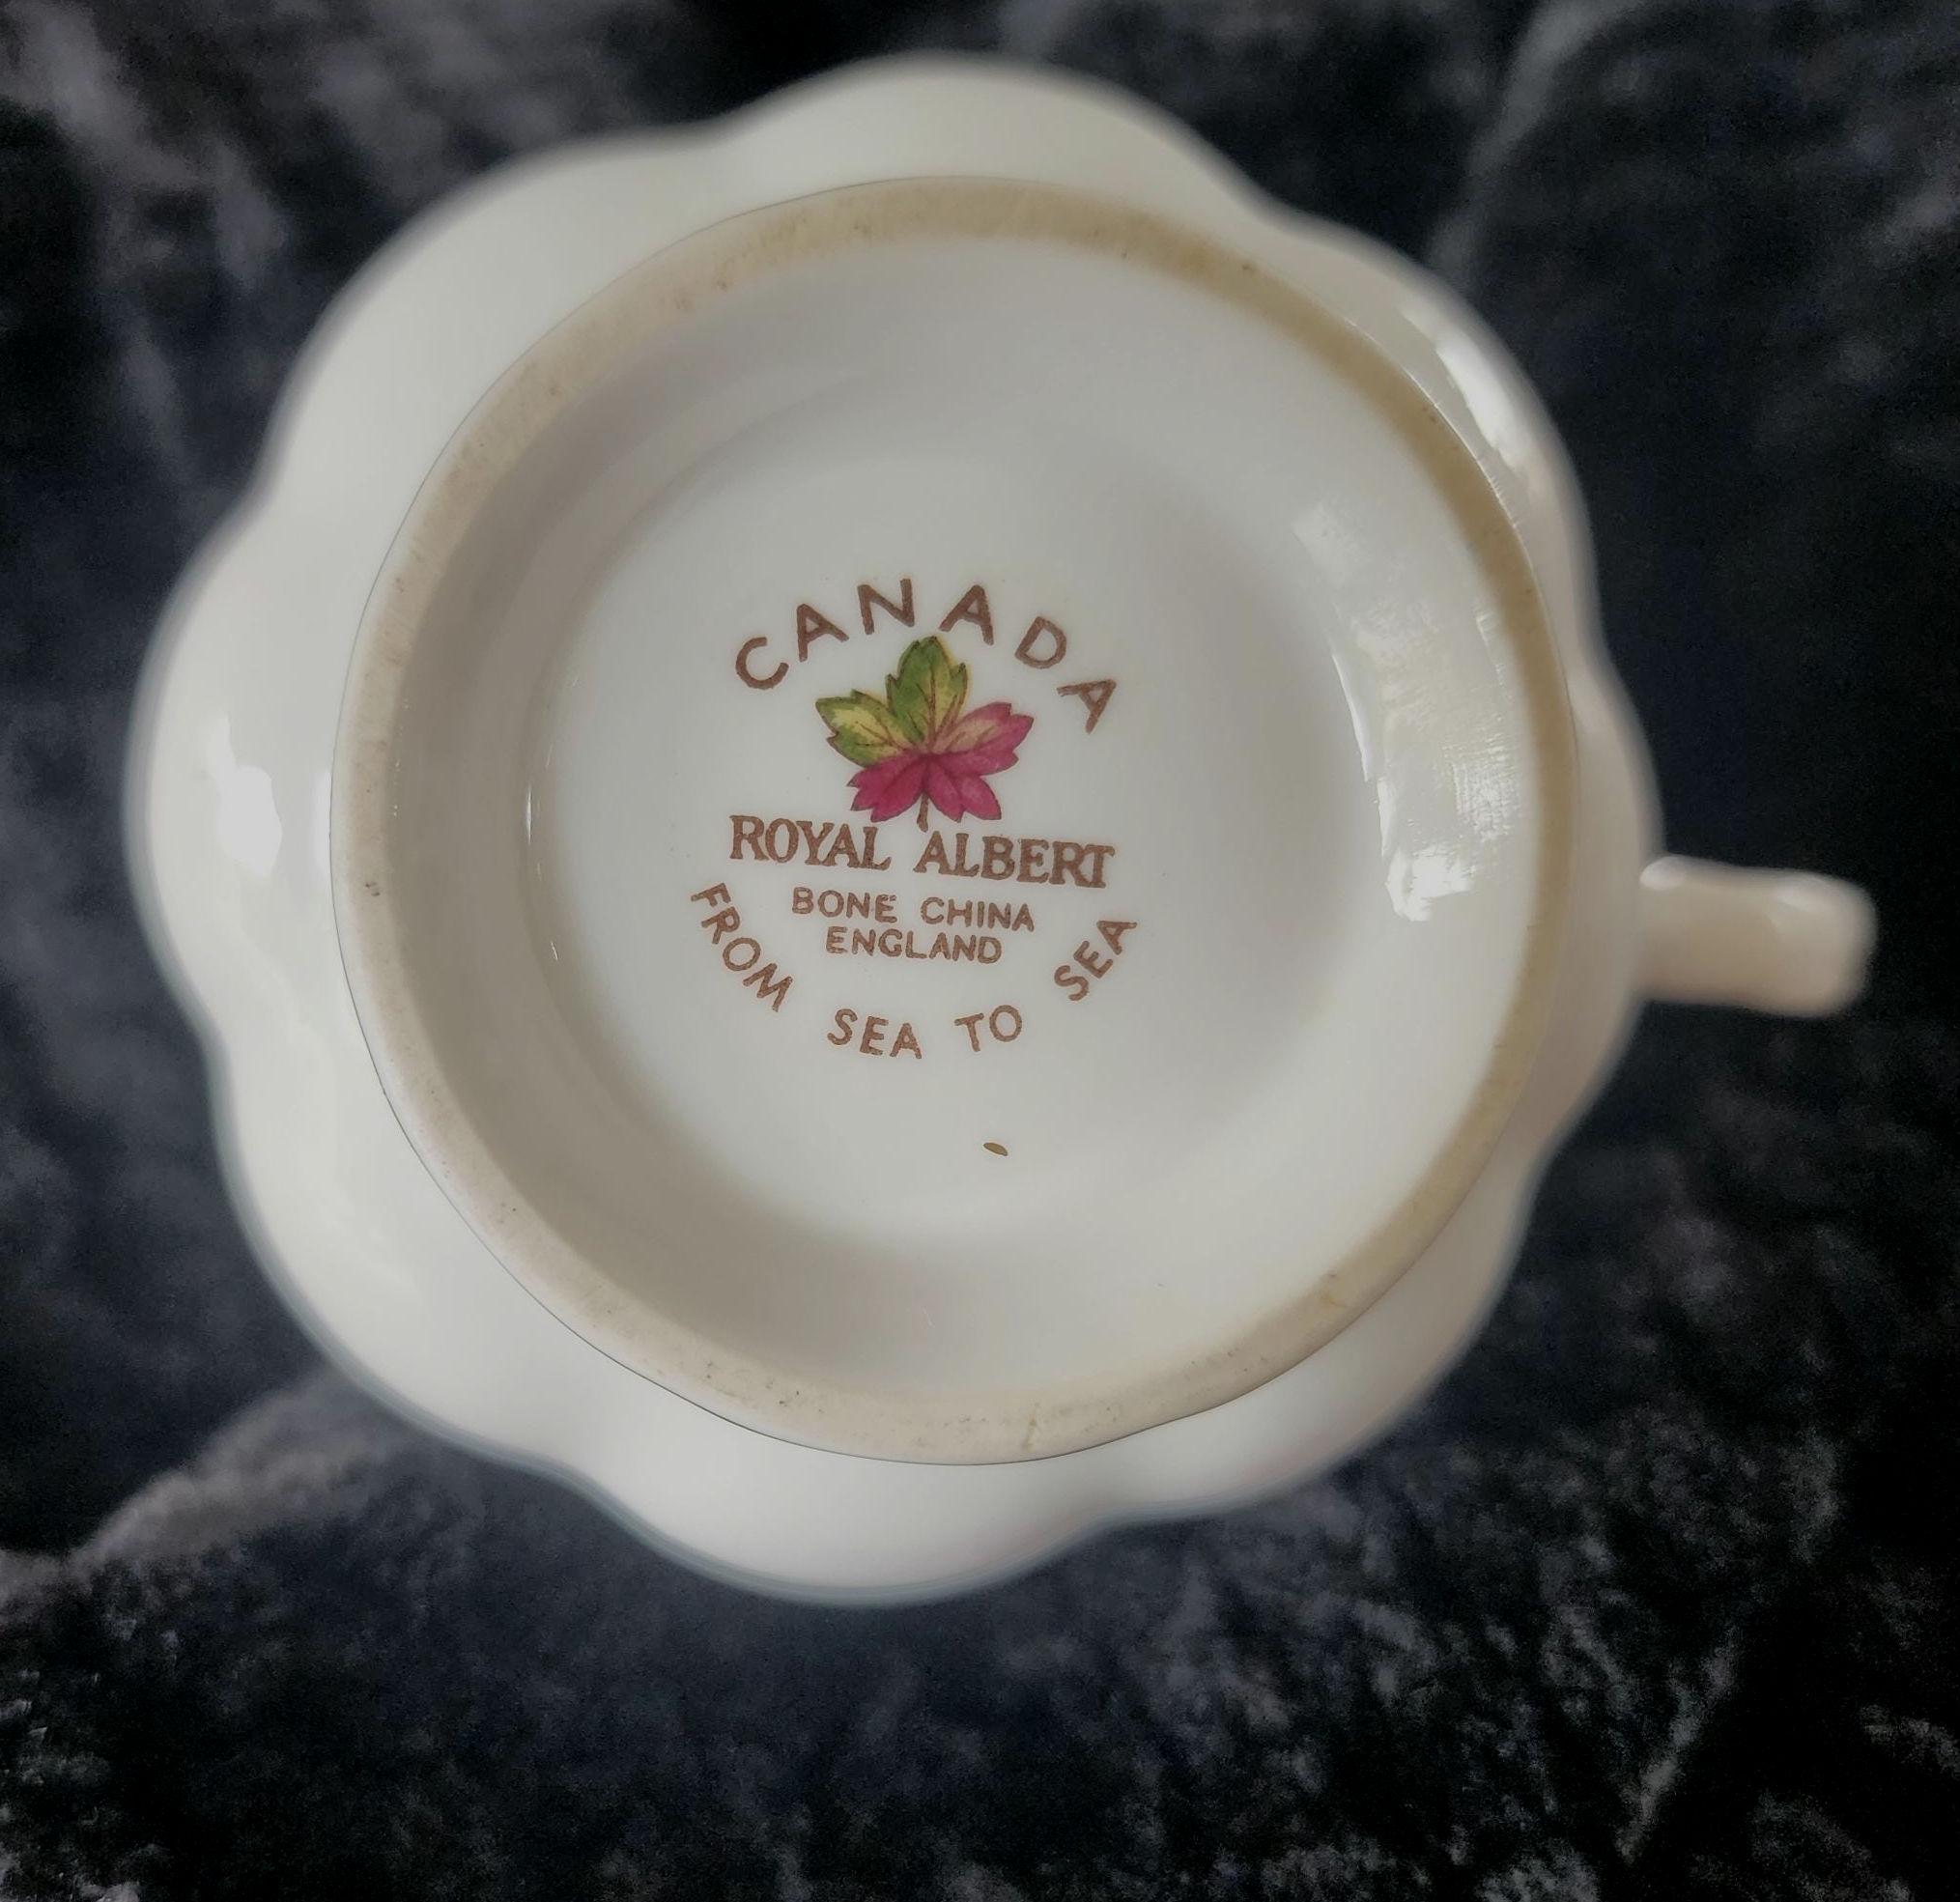 CANADA
ROYAL ALBERT
BONE CHINA
ENGLAND
FROM SEA TO SEA